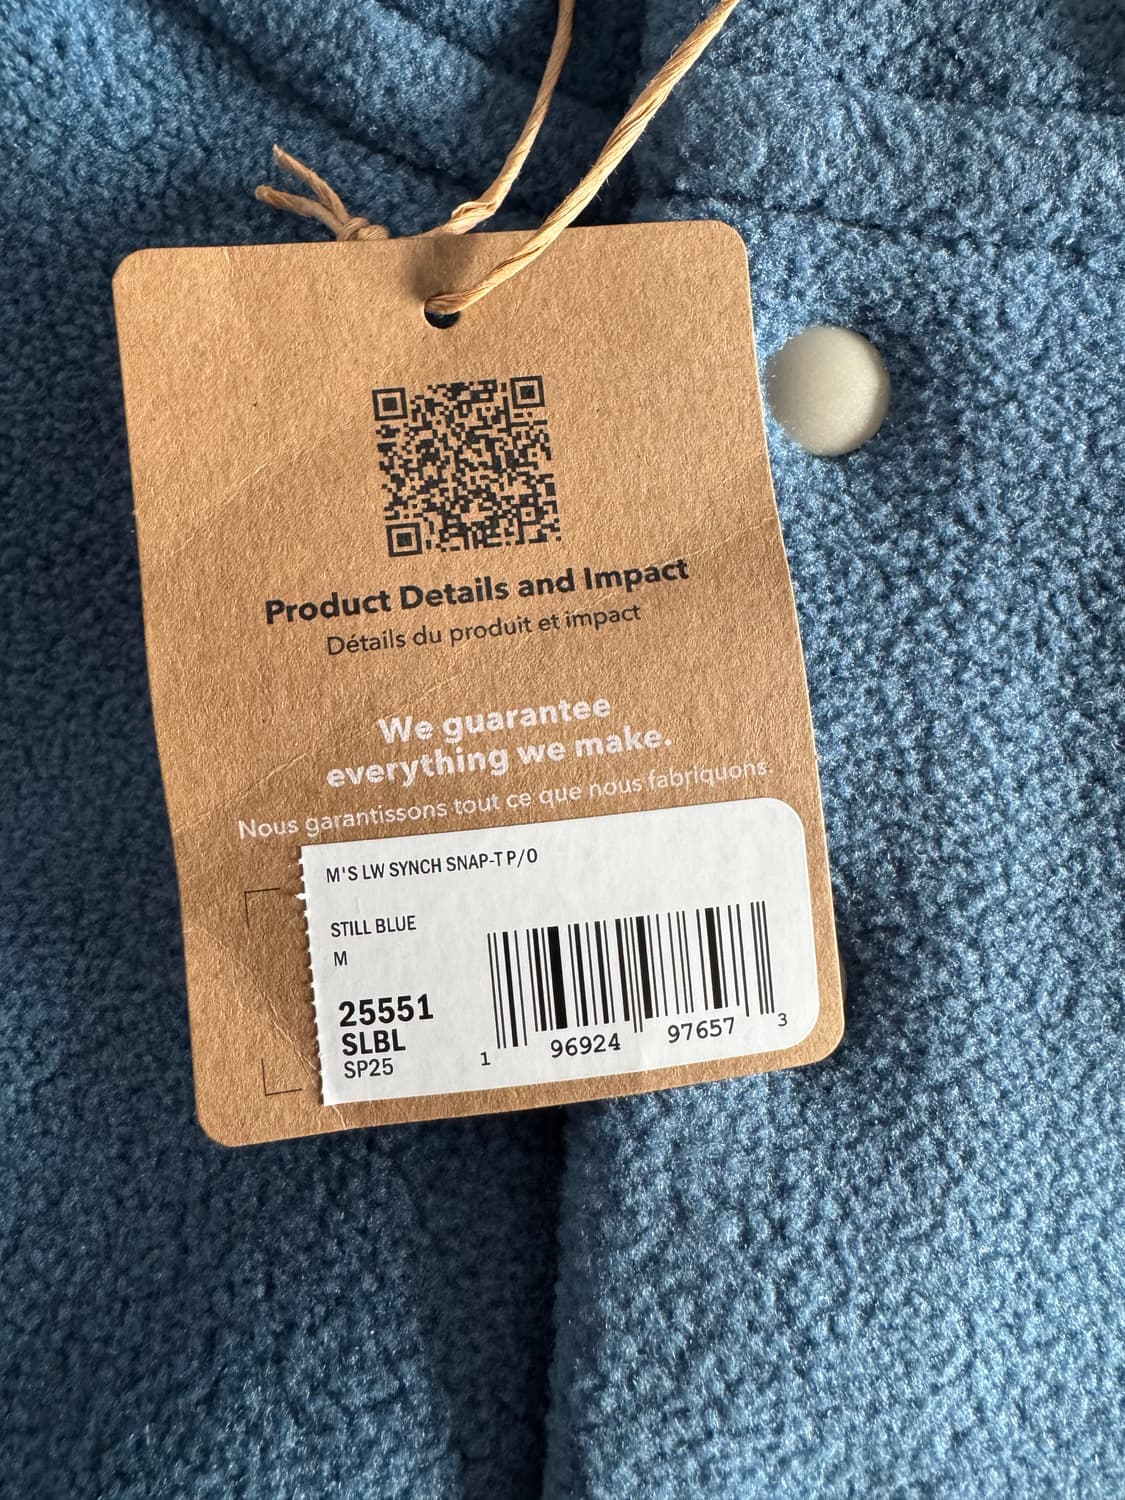 Product Details and Impact
Détails du produit et impact
We guarantee
everything we make.
Nous garantissons tout ce que nous fabriquons.
M'S LW SYNCH SNAP-T P/O
STILL BLUE
M
25551
SLBL
SP25
1 96924 97657 3